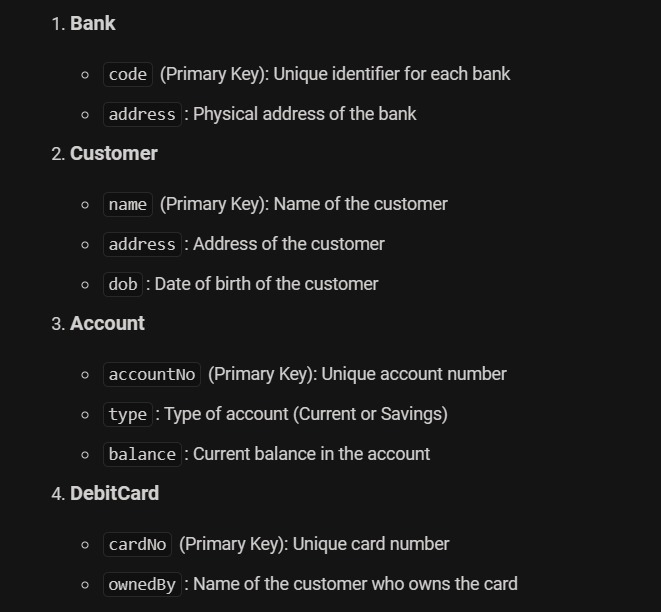 1. Bank
code (Primary Key): Unique identifier for each bank
address : Physical address of the bank
2. Customer
name (Primary Key): Name of the customer
address : Address of the customer
dob : Date of birth of the customer
3. Account
accountNo (Primary Key): Unique account number
type : Type of account (Current or Savings)
balance : Current balance in the account
4. DebitCard
cardNo (Primary Key): Unique card number
ownedBy : Name of the customer who owns the card